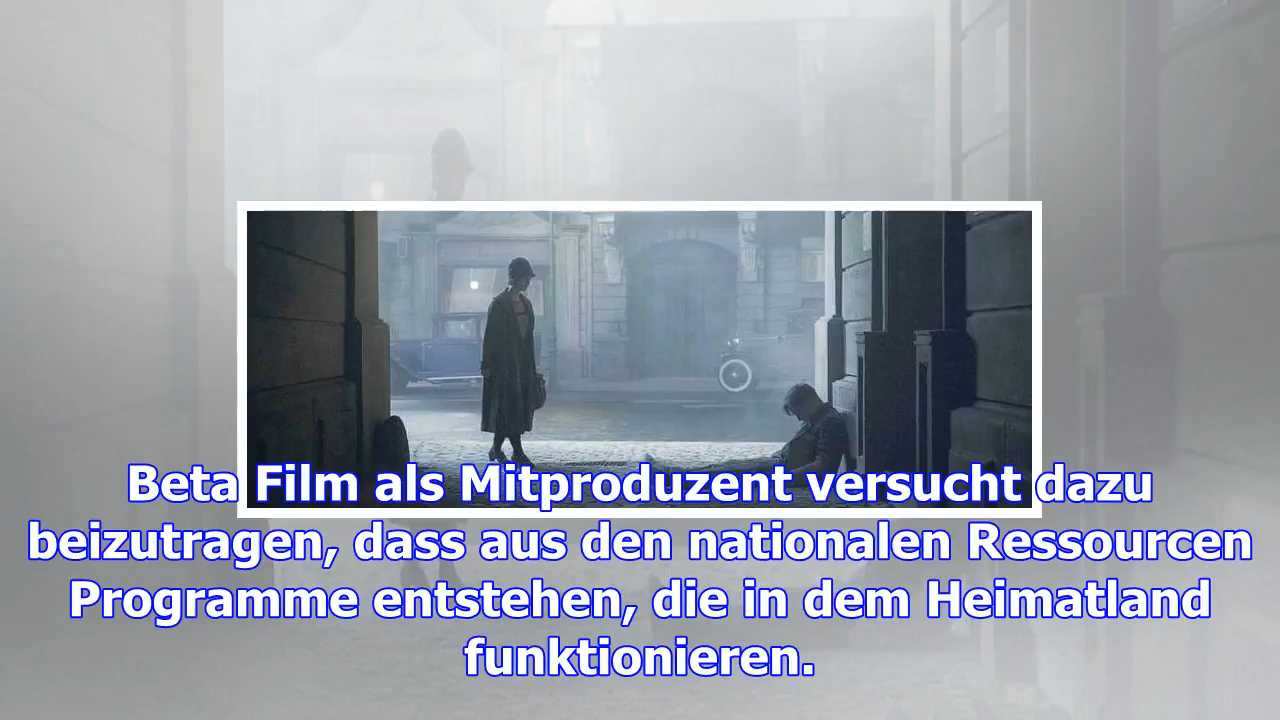 Beta Film als Mitproduzent versucht dazu
beizutragen, dass aus den nationalen Ressourcen
Programme entstehen, die in dem Heimatland
funktionieren.